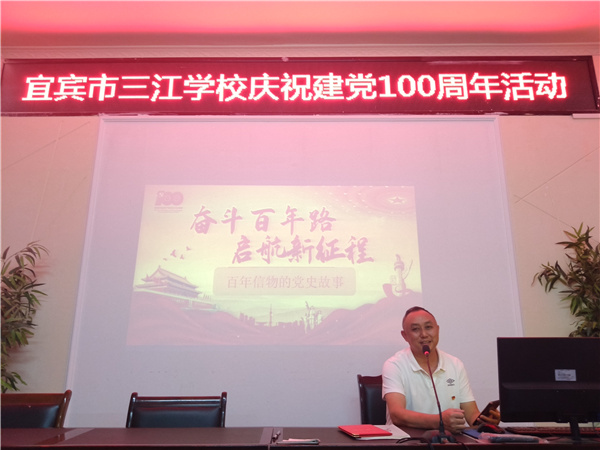 宜宾市三江学校庆祝建党100周年活动
奋斗百年路
启航新征程
百年信物的党史故事